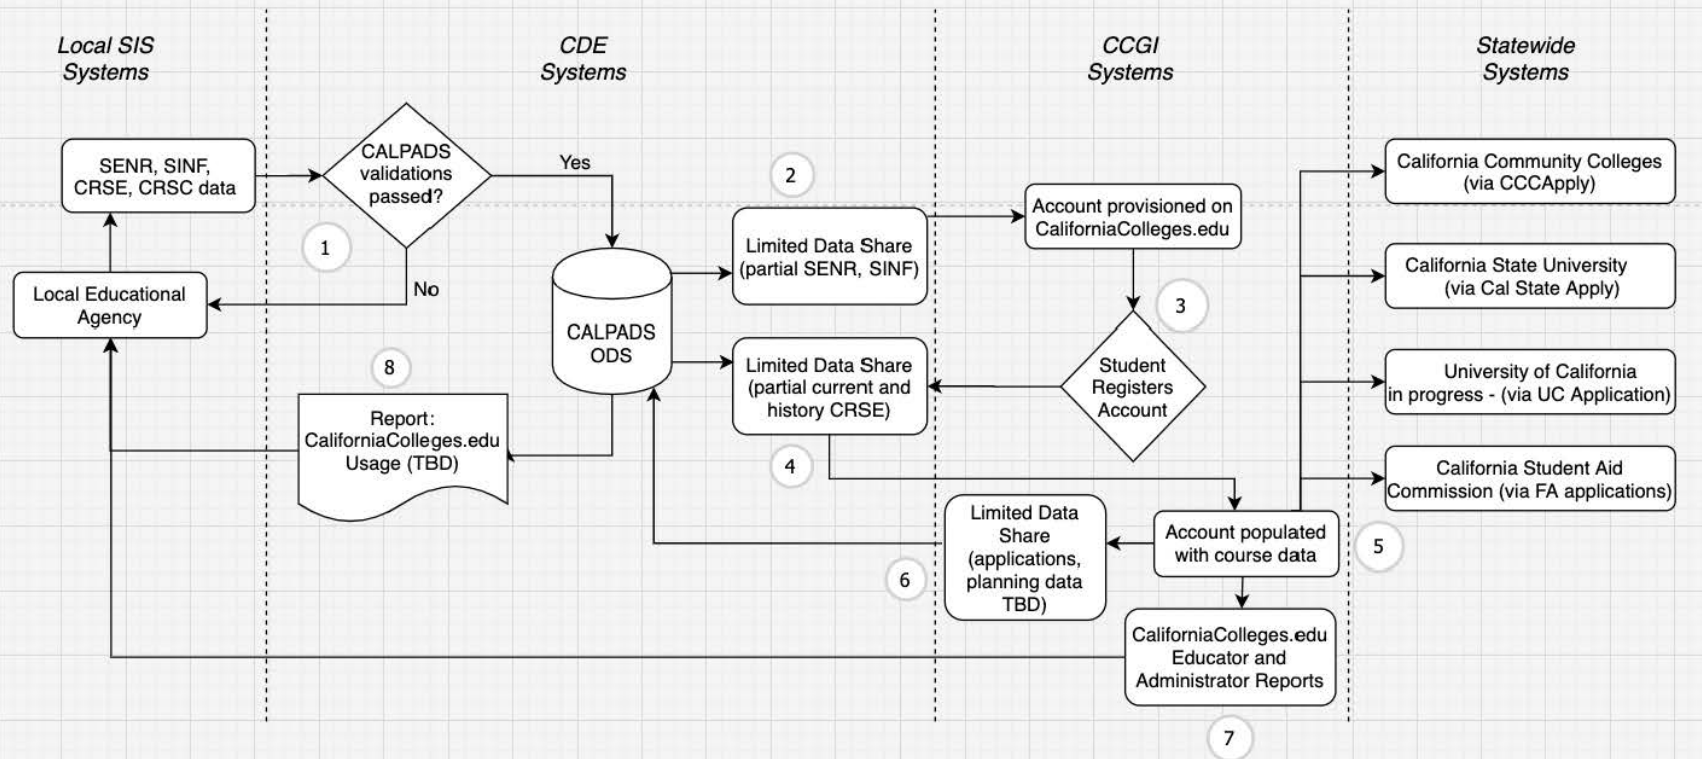 Local SIS
Systems
CDE
Systems
CCGI
Systems
Statewide
Systems
SENR, SINF,
CRSE, CRSC data
CALPADS
validations
passed?
Yes
No
1
Local Educational
Agency
CALPADS
ODS
2
Limited Data Share
(partial SENR, SINF)
Account provisioned on
CaliforniaColleges.edu
3
Student
Registers
Account
Limited Data Share
(partial current and
history CRSE)
4
Account populated
with course data
5
California Community Colleges
(via CCCApply)
California State University
(via Cal State Apply)
University of California
in progress - (via UC Application)
California Student Aid
Commission (via FA applications)
Limited Data
Share
(applications,
planning data
TBD)
6
CaliforniaColleges.edu
Educator and
Administrator Reports
7
8
Report:
CaliforniaColleges.edu
Usage (TBD)